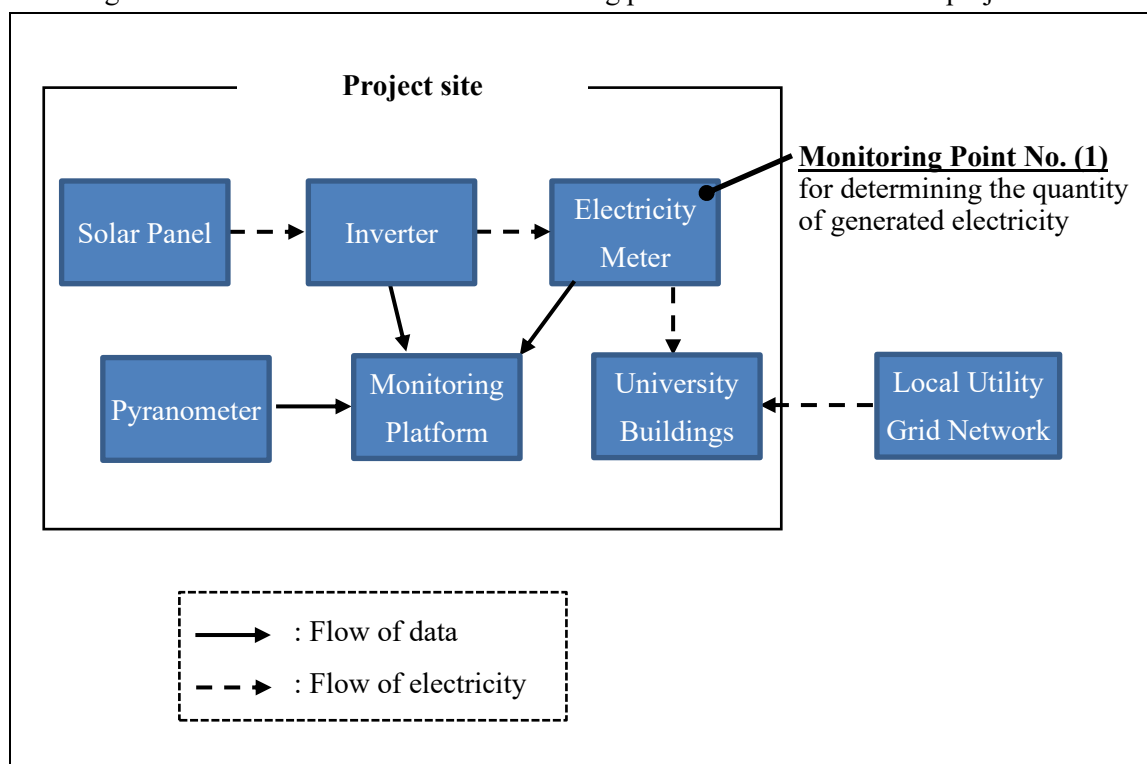 Project site
Monitoring Point No. (1)
for determining the quantity
of generated electricity
Solar Panel
Inverter
Electricity
Meter
Pyranometer
Monitoring
Platform
University
Buildings
Local Utility
Grid Network
: Flow of data
: Flow of electricity